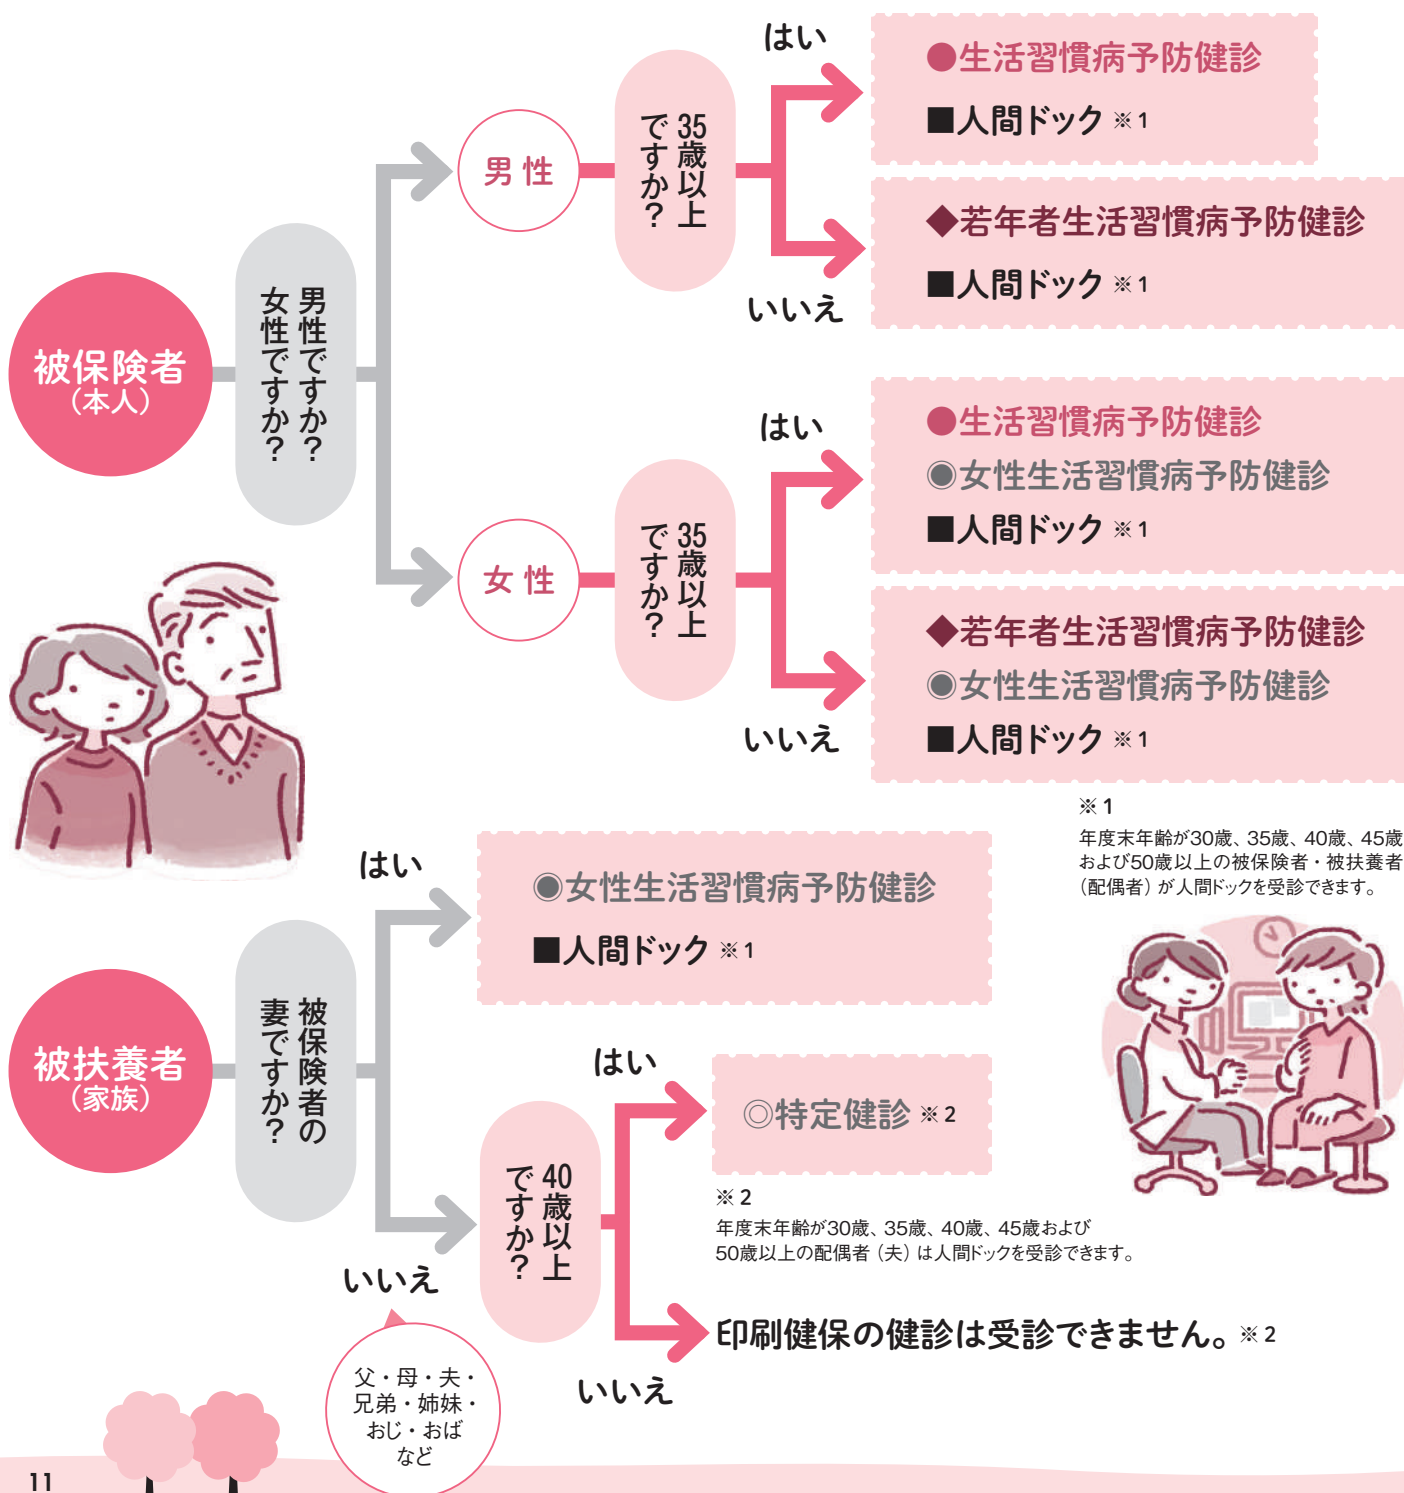 被保険者
（本人）
男性ですか？
女性ですか？
男性
35歳以上
ですか？
はい
●生活習慣病予防健診
■人間ドック ※1
いいえ
◆若年者生活習慣病予防健診
■人間ドック ※1
女性
35歳以上
ですか？
はい
●生活習慣病予防健診
◉女性生活習慣病予防健診
■人間ドック ※1
いいえ
◆若年者生活習慣病予防健診
◉女性生活習慣病予防健診
■人間ドック ※1
※1
年度末年齢が30歳、35歳、40歳、45歳
および50歳以上の被保険者・被扶養者
（配偶者）が人間ドックを受診できます。
被扶養者
（家族）
被保険者の
妻ですか？
はい
◉女性生活習慣病予防健診
■人間ドック ※1
いいえ
父・母・夫・
兄弟・姉妹・
おじ・おば
など
40歳以上
ですか？
はい
◎特定健診 ※2
※2
年度末年齢が30歳、35歳、40歳、45歳および
50歳以上の配偶者（夫）は人間ドックを受診できます。
いいえ
印刷健保の健診は受診できません。※2
11